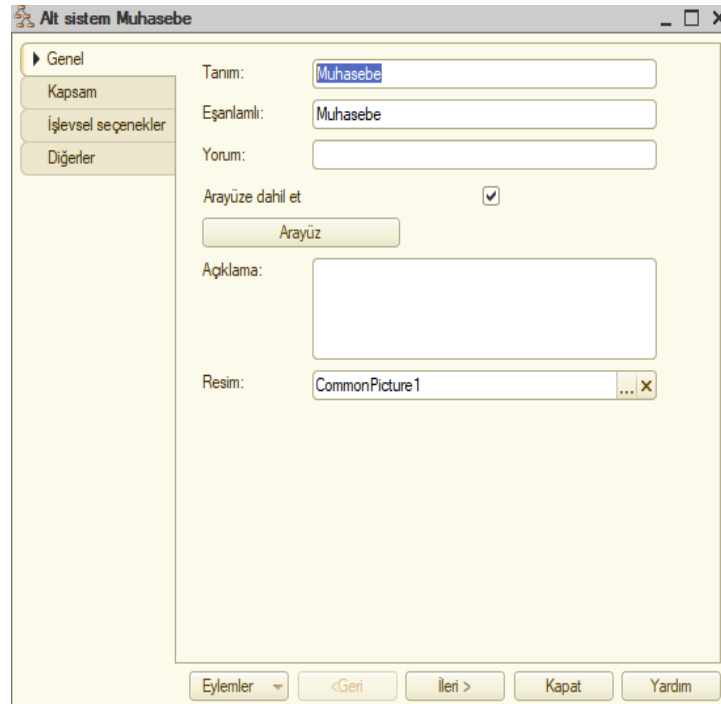 Alt sistem Muhasebe
Genel
Kapsam
İşlevsel seçenekler
Diğerler
Tanım: Muhasebe
Eşanlamlı: Muhasebe
Yorum:
Arayüze dahil et
Arayüz
Açıklama:
Resim: CommonPicture1 ...
Eylemler <Geri İleri > Kapat Yardım